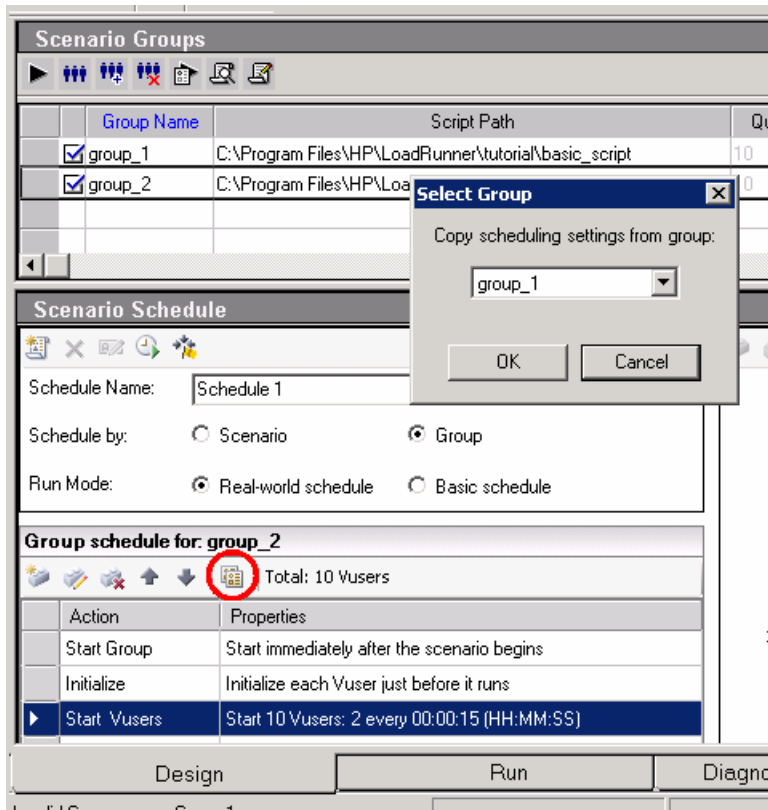 Scenario Groups
Group Name Script Path
group_1 C:\Program Files\HP\LoadRunner\tutorial\basic_script 10
group_2 C:\Program Files\HP\
Select Group
Copy scheduling settings from group:
group_1
OK Cancel
Scenario Schedule
Schedule Name: Schedule 1
Schedule by: Scenario Group
Run Mode: Real-world schedule Basic schedule
Group schedule for: group_2
Total: 10 Vusers
Action Properties
Start Group Start immediately after the scenario begins
Initialize Initialize each Vuser just before it runs
Start Vusers Start 10 Vusers: 2 every 00:00:15 (HH:MM:SS)
Design Run